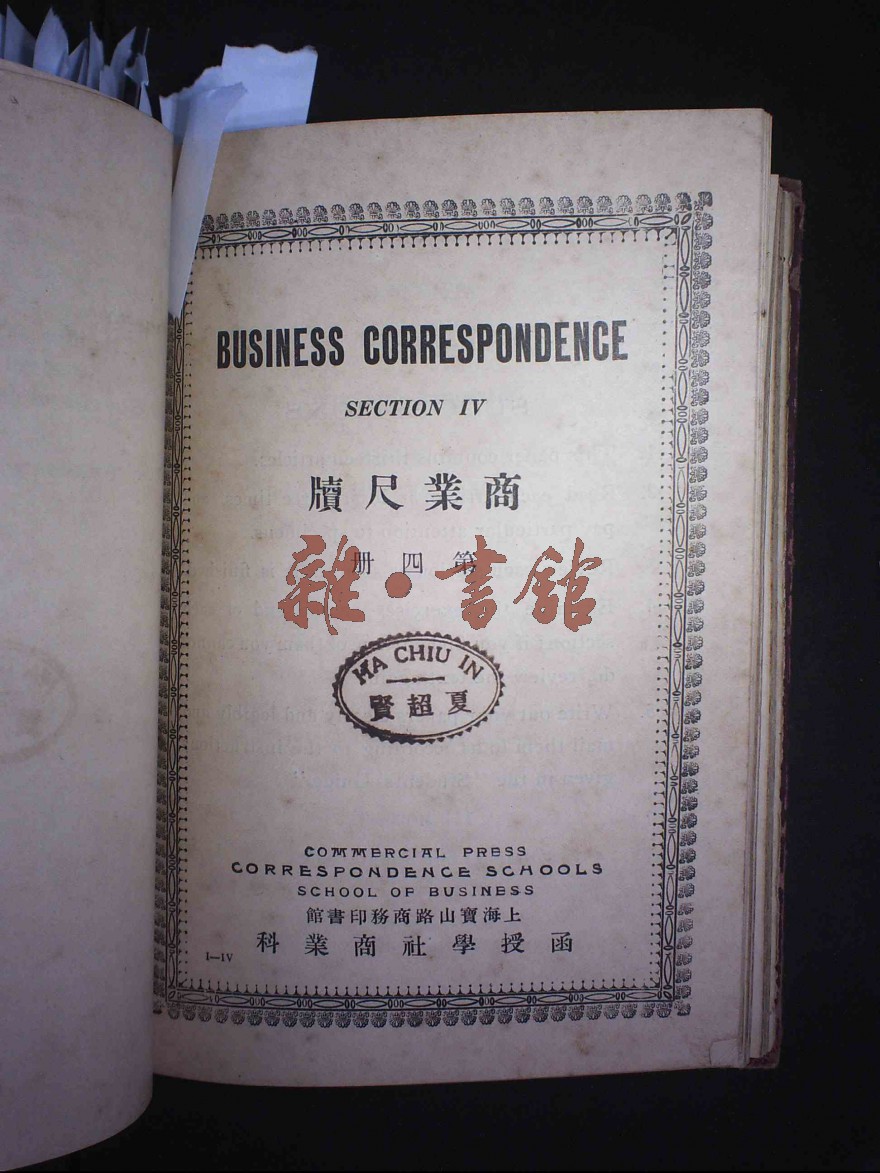 BUSINESS CORRESPONDENCE
SECTION IV
商業尺牘
第四册
雜·書館
HA CHIU IN
夏超賢
COMMERCIAL PRESS
CORRESPONDENCE SCHOOLS
SCHOOL OF BUSINESS
上海寶山路商務印書館
函授學社商業科
I—IV